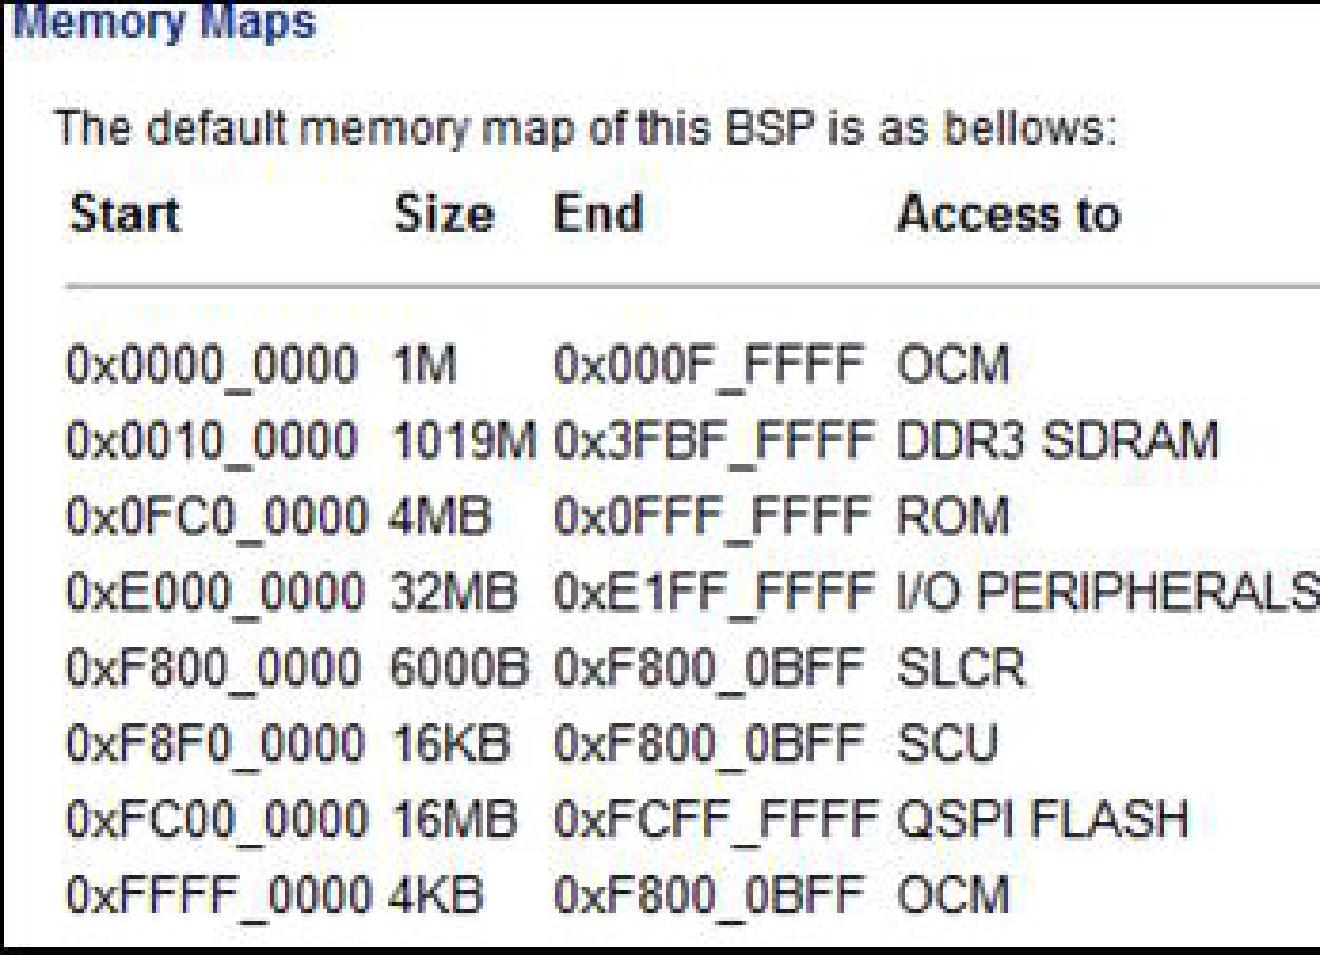 Memory Maps
The default memory map of this BSP is as bellows:
Start Size End Access to
0x0000_0000 1M 0x000F_FFFF OCM
0x0010_0000 1019M 0x3FBF_FFFF DDR3 SDRAM
0x0FC0_0000 4MB 0x0FFF_FFFF ROM
0xE000_0000 32MB 0xE1FF_FFFF I/O PERIPHERALS
0xF800_0000 6000B 0xF800_0BFF SLCR
0xF8F0_0000 16KB 0xF800_0BFF SCU
0xFC00_0000 16MB 0xFCFF_FFFF QSPI FLASH
0xFFFF_0000 4KB 0xF800_0BFF OCM